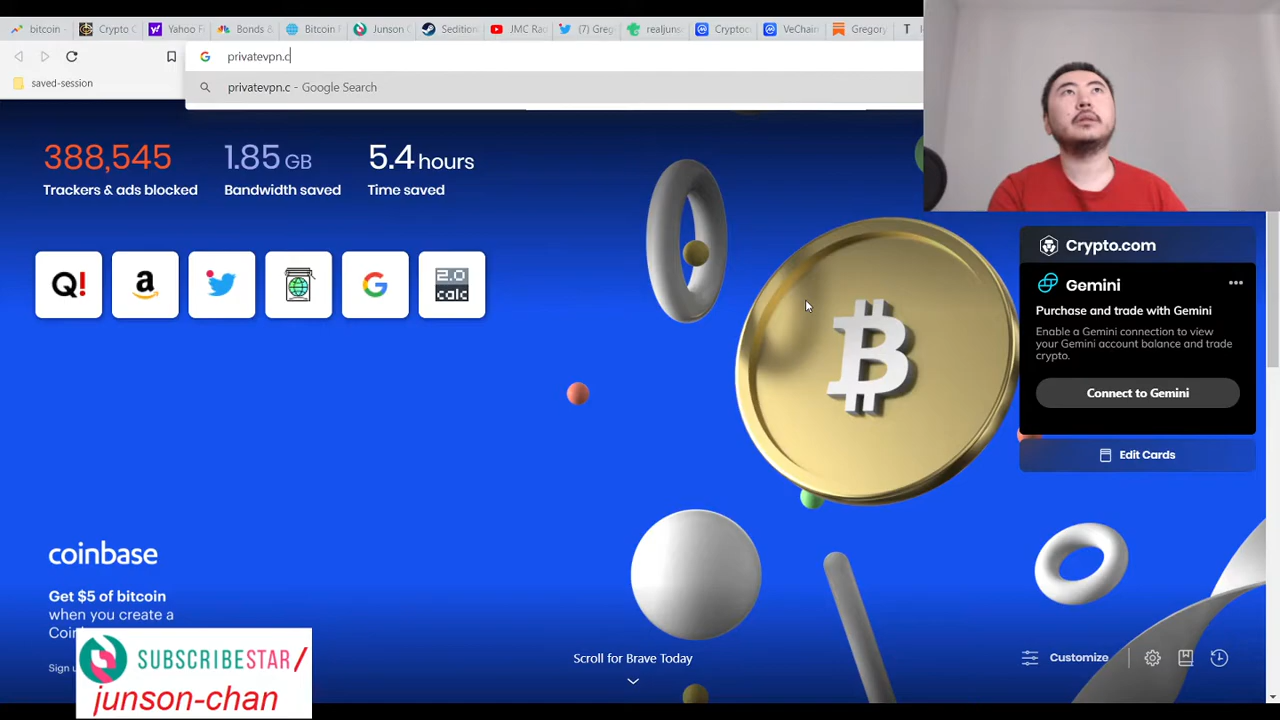 bitcoin
Crypto
Yahoo F
Bonds &
Bitcoin F
Junson C
Sedition
JMC Rad
(7) Greg
realjuns
Cryptoc
VeChain
Gregory
T
privatevpn.c
saved-session
privatevpn.c - Google Search
388,545
Trackers & ads blocked
1.85 GB
Bandwidth saved
5.4 hours
Time saved
Q!
a
G
2.0
calc
B
Crypto.com
Gemini
Purchase and trade with Gemini
Enable a Gemini connection to view
your Gemini account balance and trade
crypto.
Connect to Gemini
Edit Cards
coinbase
Get $5 of bitcoin
when you create a
Coin
Sign u
SUBSCRIBESTAR/
junson-chan
Scroll for Brave Today
Customize